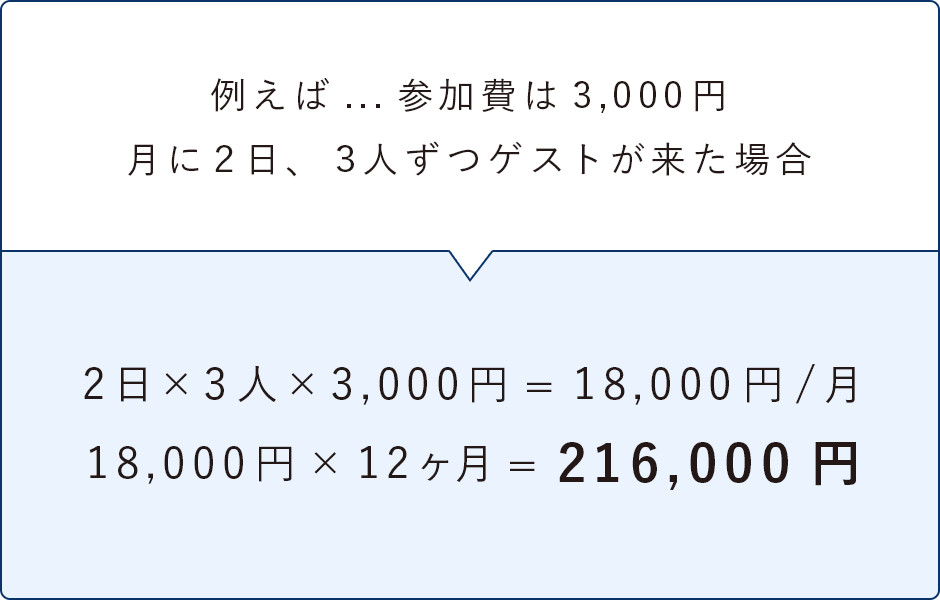 例えば ... 参加費は 3,000円
月に2日、3人ずつゲストが来た場合
2日×3人×3,000円 = 18,000円/月
18,000円 × 12ヶ月 = 216,000 円